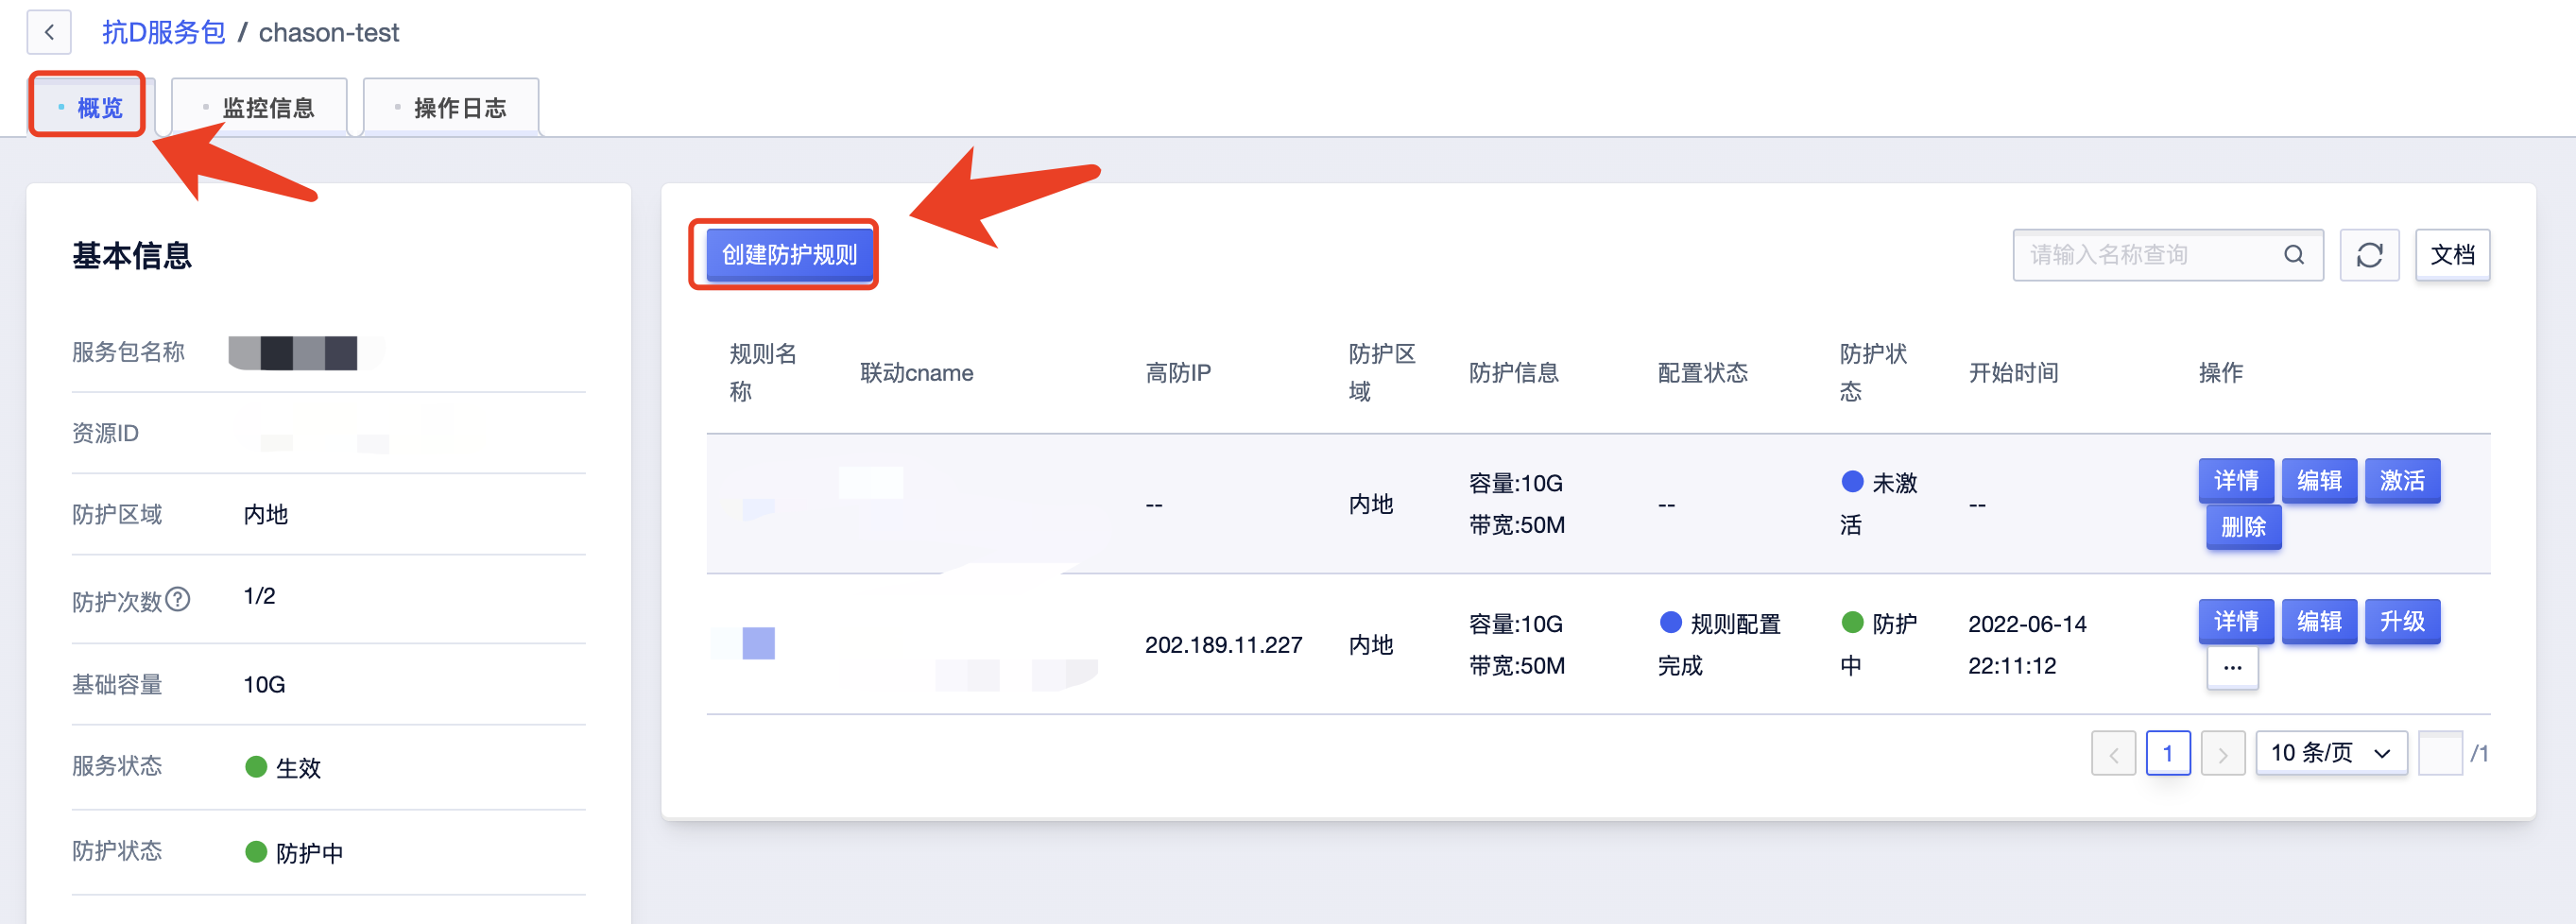 抗D服务包 / chason-test
概览 监控信息 操作日志
基本信息
服务包名称
资源ID
防护区域 内地
防护次数? 1/2
基础容量 10G
服务状态 生效
防护状态 防护中
创建防护规则 请输入名称查询 文档
规则名
称
联动cname 高防IP
防护区
域
防护信息 配置状态
防护状
态
开始时间 操作
--
内地
容量:10G
带宽:50M
--
未激
活
--
详情 编辑 激活
删除
202.189.11.227
内地
容量:10G
带宽:50M
规则配置
完成
防护
中
2022-06-14
22:11:12
详情 编辑 升级
...
1 10 条/页 /1